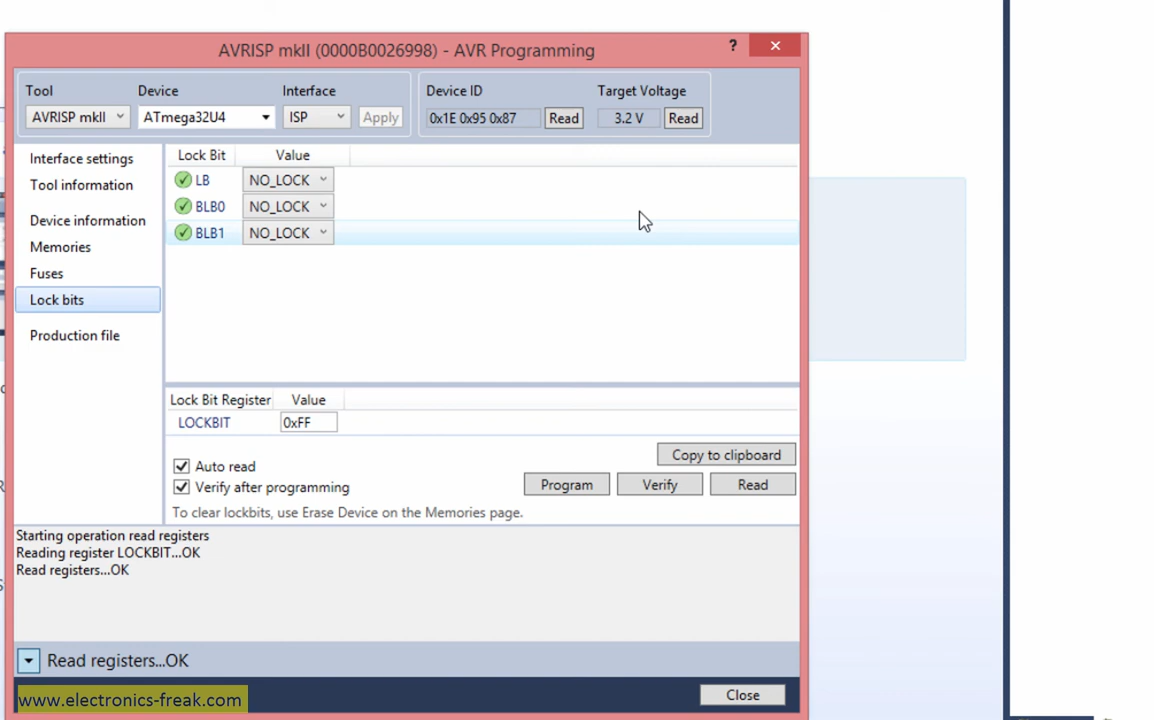 AVRISP mkII (0000B0026998) - AVR Programming
?
Tool Device Interface Device ID Target Voltage
AVRISP mkII ATmega32U4 ISP Apply 0x1E 0x95 0x87 Read 3.2 V Read
Interface settings
Tool information
Device information
Memories
Fuses
Lock bits
Production file
Lock Bit Value
LB NO_LOCK
BLB0 NO_LOCK
BLB1 NO_LOCK
Lock Bit Register Value
LOCKBIT 0xFF
Copy to clipboard
Auto read
Verify after programming
Program Verify Read
To clear lockbits, use Erase Device on the Memories page.
Starting operation read registers
Reading register LOCKBIT...OK
Read registers...OK
Read registers...OK
www.electronics-freak.com
Close